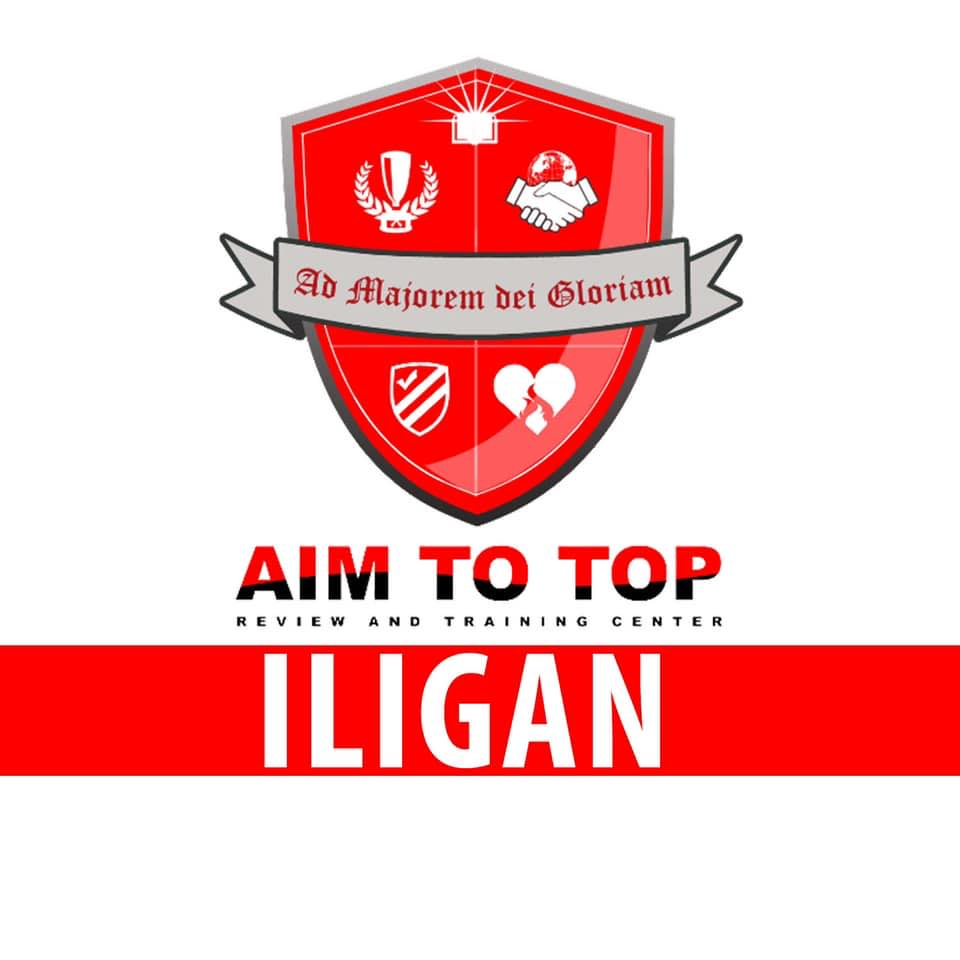 Ad Majorem dei Gloriam
AIM TO TOP
REVIEW AND TRAINING CENTER
ILIGAN